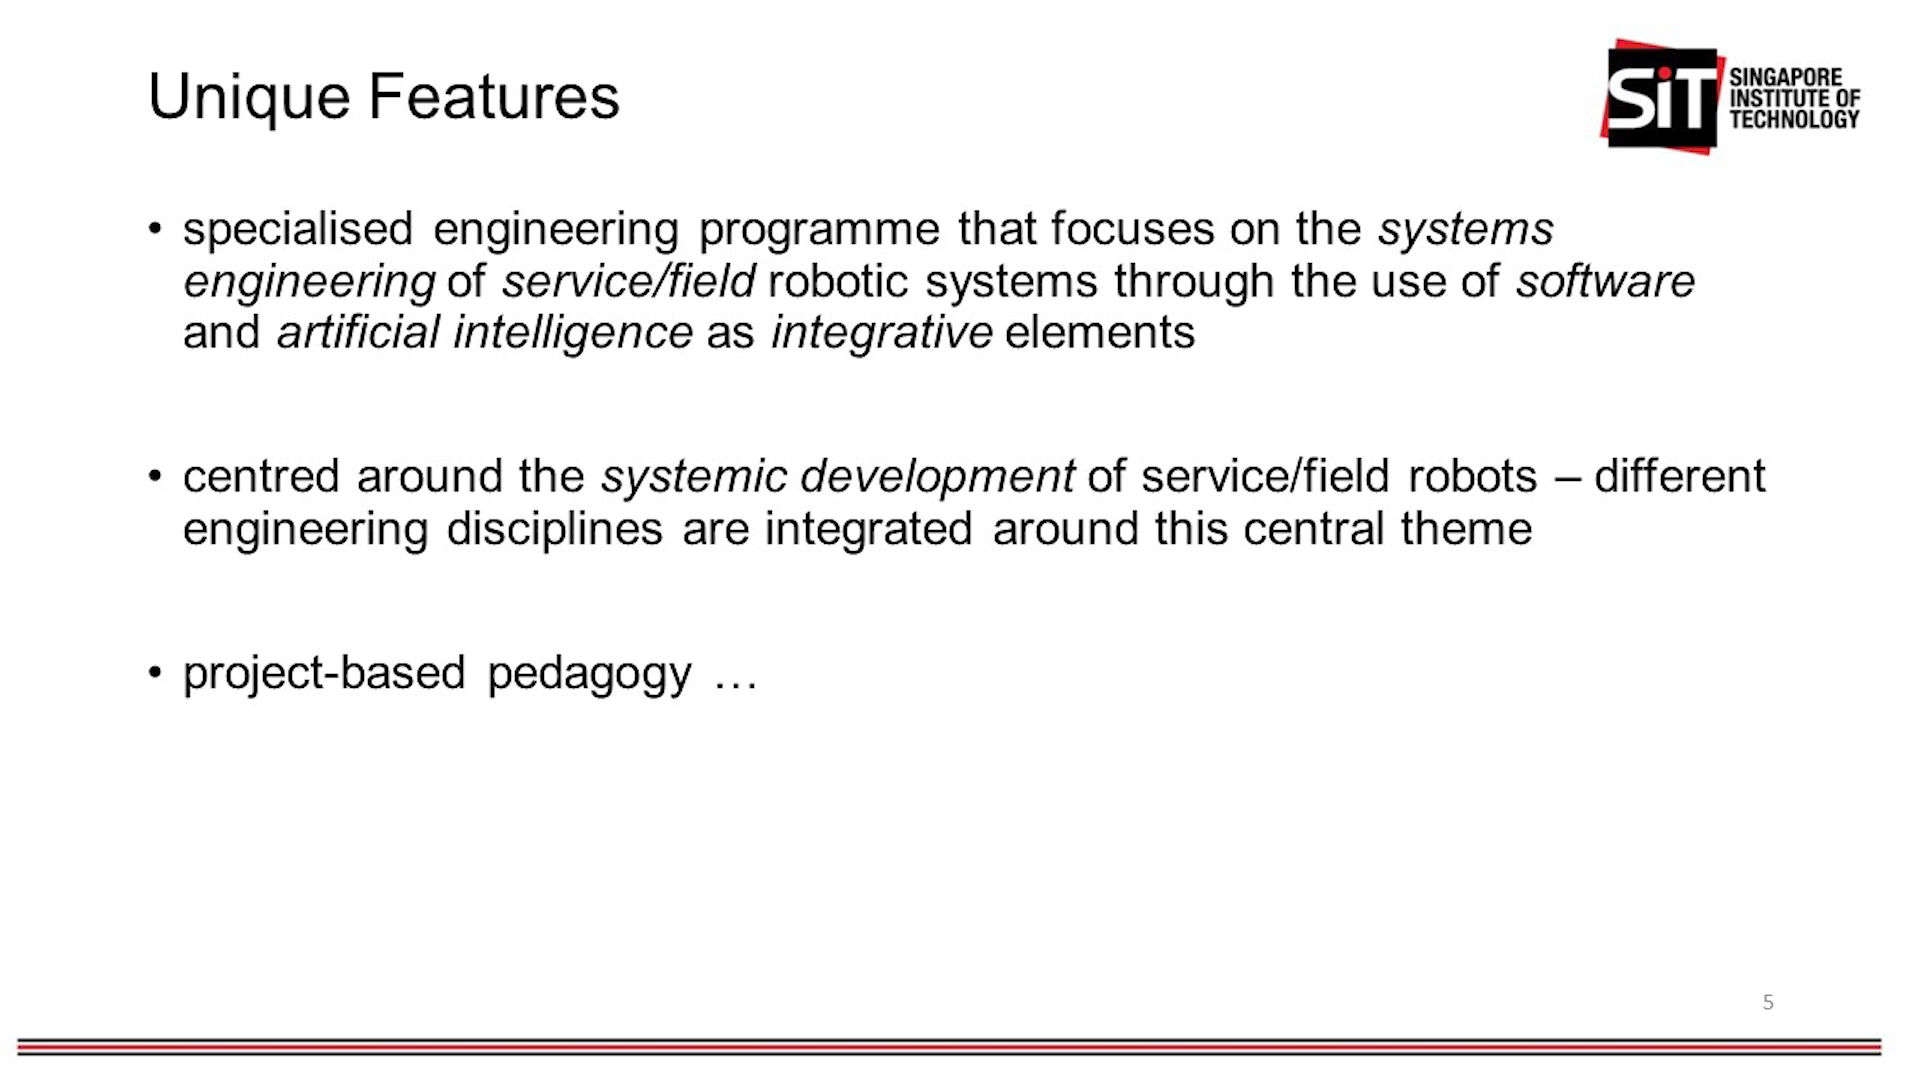 Unique Features
SiT
SINGAPORE
INSTITUTE OF
TECHNOLOGY
• specialised engineering programme that focuses on the systems
engineering of service/field robotic systems through the use of software
and artificial intelligence as integrative elements
• centred around the systemic development of service/field robots – different
engineering disciplines are integrated around this central theme
• project-based pedagogy …
5